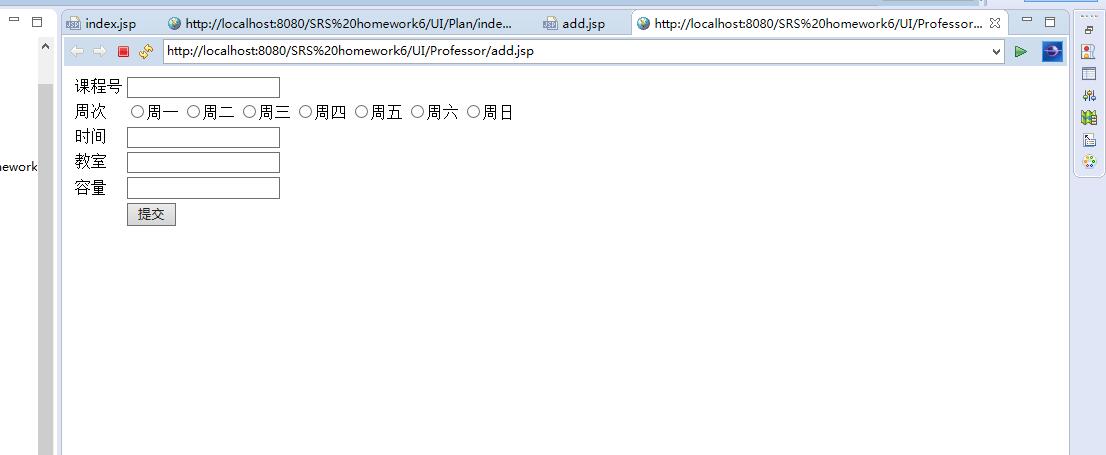 index.jsp
http://localhost:8080/SRS%20homework6/UI/Plan/inde...
add.jsp
http://localhost:8080/SRS%20homework6/UI/Professor...
http://localhost:8080/SRS%20homework6/UI/Professor/add.jsp
课程号
周次 周一 周二 周三 周四 周五 周六 周日
时间
教室
nework
容量
提交